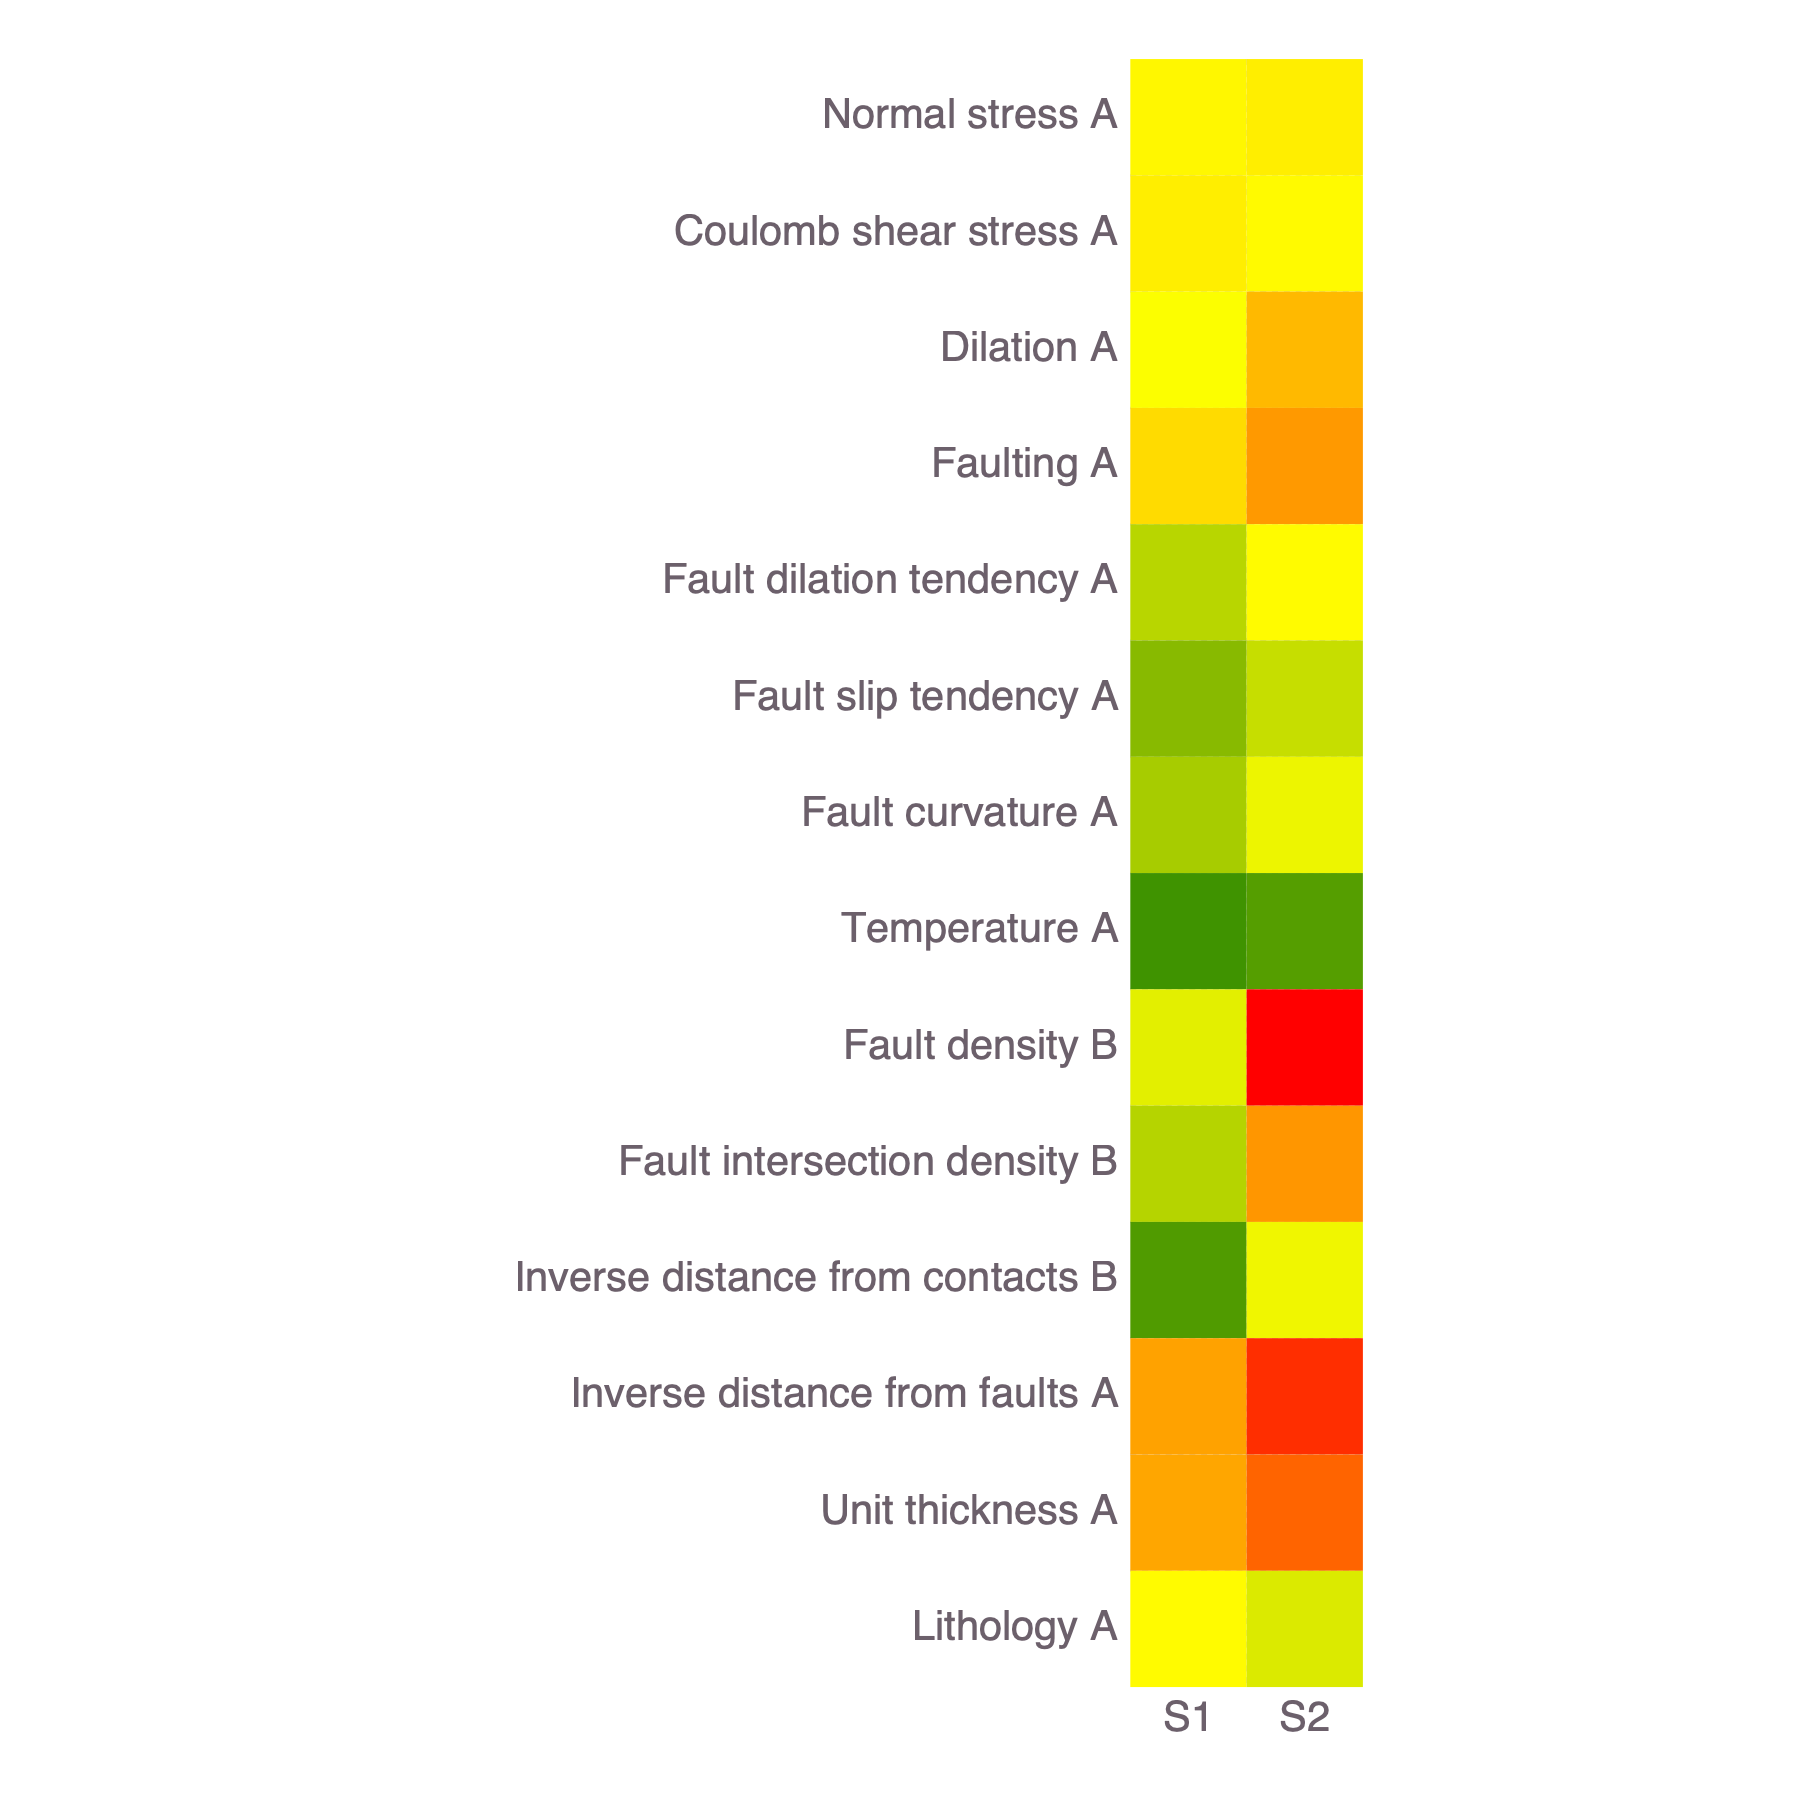 Normal stress A
Coulomb shear stress A
Dilation A
Faulting A
Fault dilation tendency A
Fault slip tendency A
Fault curvature A
Temperature A
Fault density B
Fault intersection density B
Inverse distance from contacts B
Inverse distance from faults A
Unit thickness A
Lithology A
S1 S2